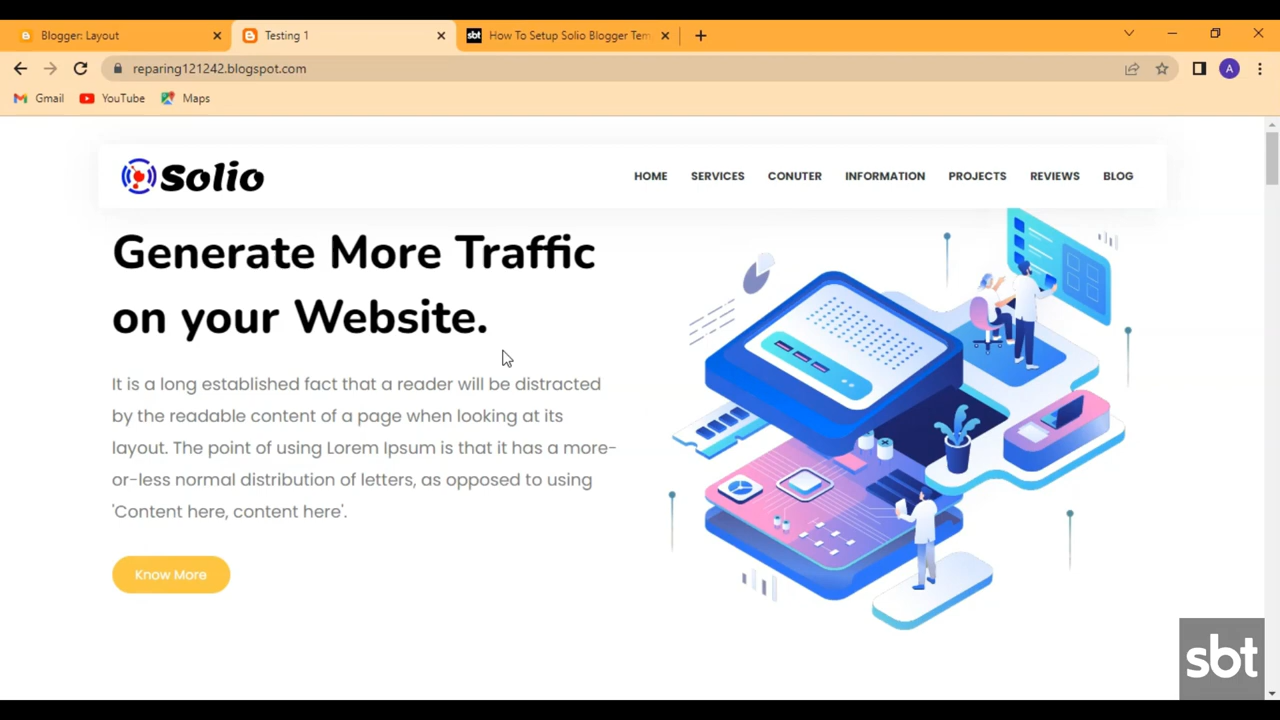 Blogger: Layout
Testing 1
sbt How To Setup Solio Blogger Tem
reparing121242.blogspot.com
A
Gmail YouTube Maps
Solio
HOME SERVICES CONUTER INFORMATION PROJECTS REVIEWS BLOG
Generate More Traffic
on your Website.
It is a long established fact that a reader will be distracted
by the readable content of a page when looking at its
layout. The point of using Lorem Ipsum is that it has a more-
or-less normal distribution of letters, as opposed to using
'Content here, content here'.
Know More
sbt